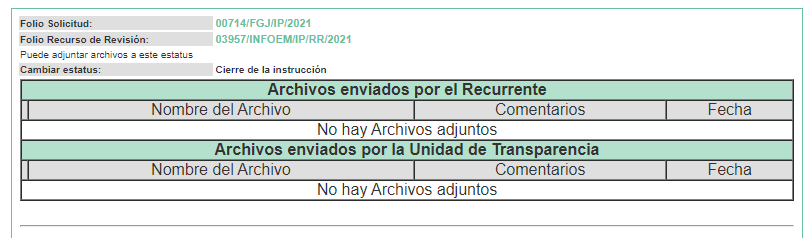 Folio Solicitud: 00714/FGJ/IP/2021
Folio Recurso de Revisión: 03957/INFOEM/IP/RR/2021
Puede adjuntar archivos a este estatus
Cambiar estatus: Cierre de la instrucción
Archivos enviados por el Recurrente
Nombre del Archivo Comentarios Fecha
No hay Archivos adjuntos
Archivos enviados por la Unidad de Transparencia
Nombre del Archivo Comentarios Fecha
No hay Archivos adjuntos